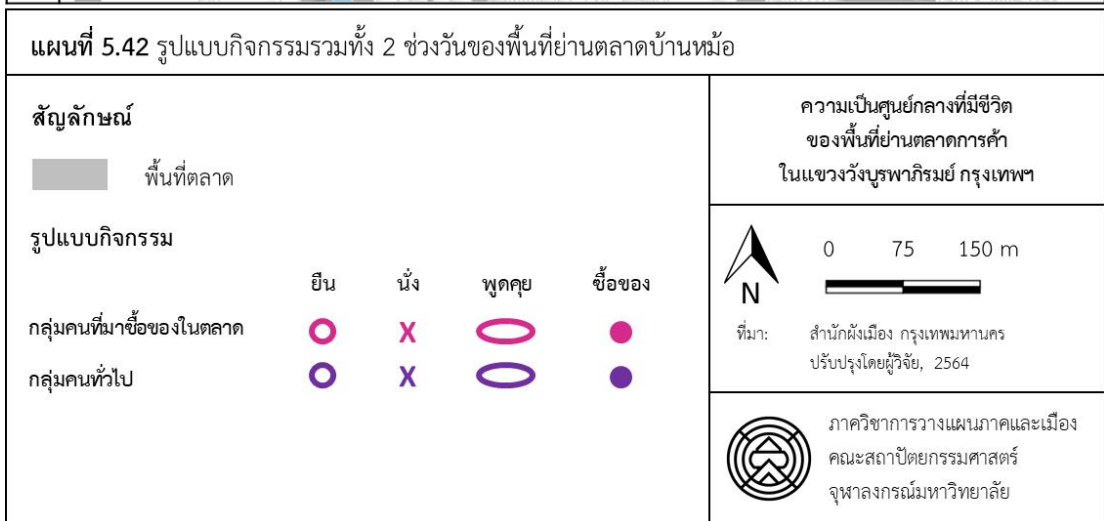 แผนที่ 5.42 รูปแบบกิจกรรมรวมทั้ง 2 ช่วงวันของพื้นที่ย่านตลาดบ้านหม้อ
สัญลักษณ์
พื้นที่ตลาด
รูปแบบกิจกรรม
ยืน นั่ง พูดคุย ซื้อของ
กลุ่มคนที่มาซื้อของในตลาด
กลุ่มคนทั่วไป
ความเป็นศูนย์กลางที่มีชีวิต
ของพื้นที่ย่านตลาดการค้า
ในแขวงวังบูรพาภิรมย์ กรุงเทพฯ
0 75 150 m
N
ที่มา: สำนักผังเมือง กรุงเทพมหานคร
ปรับปรุงโดยผู้วิจัย, 2564
ภาควิชาการวางแผนภาคและเมือง
คณะสถาปัตยกรรมศาสตร์
จุฬาลงกรณ์มหาวิทยาลัย